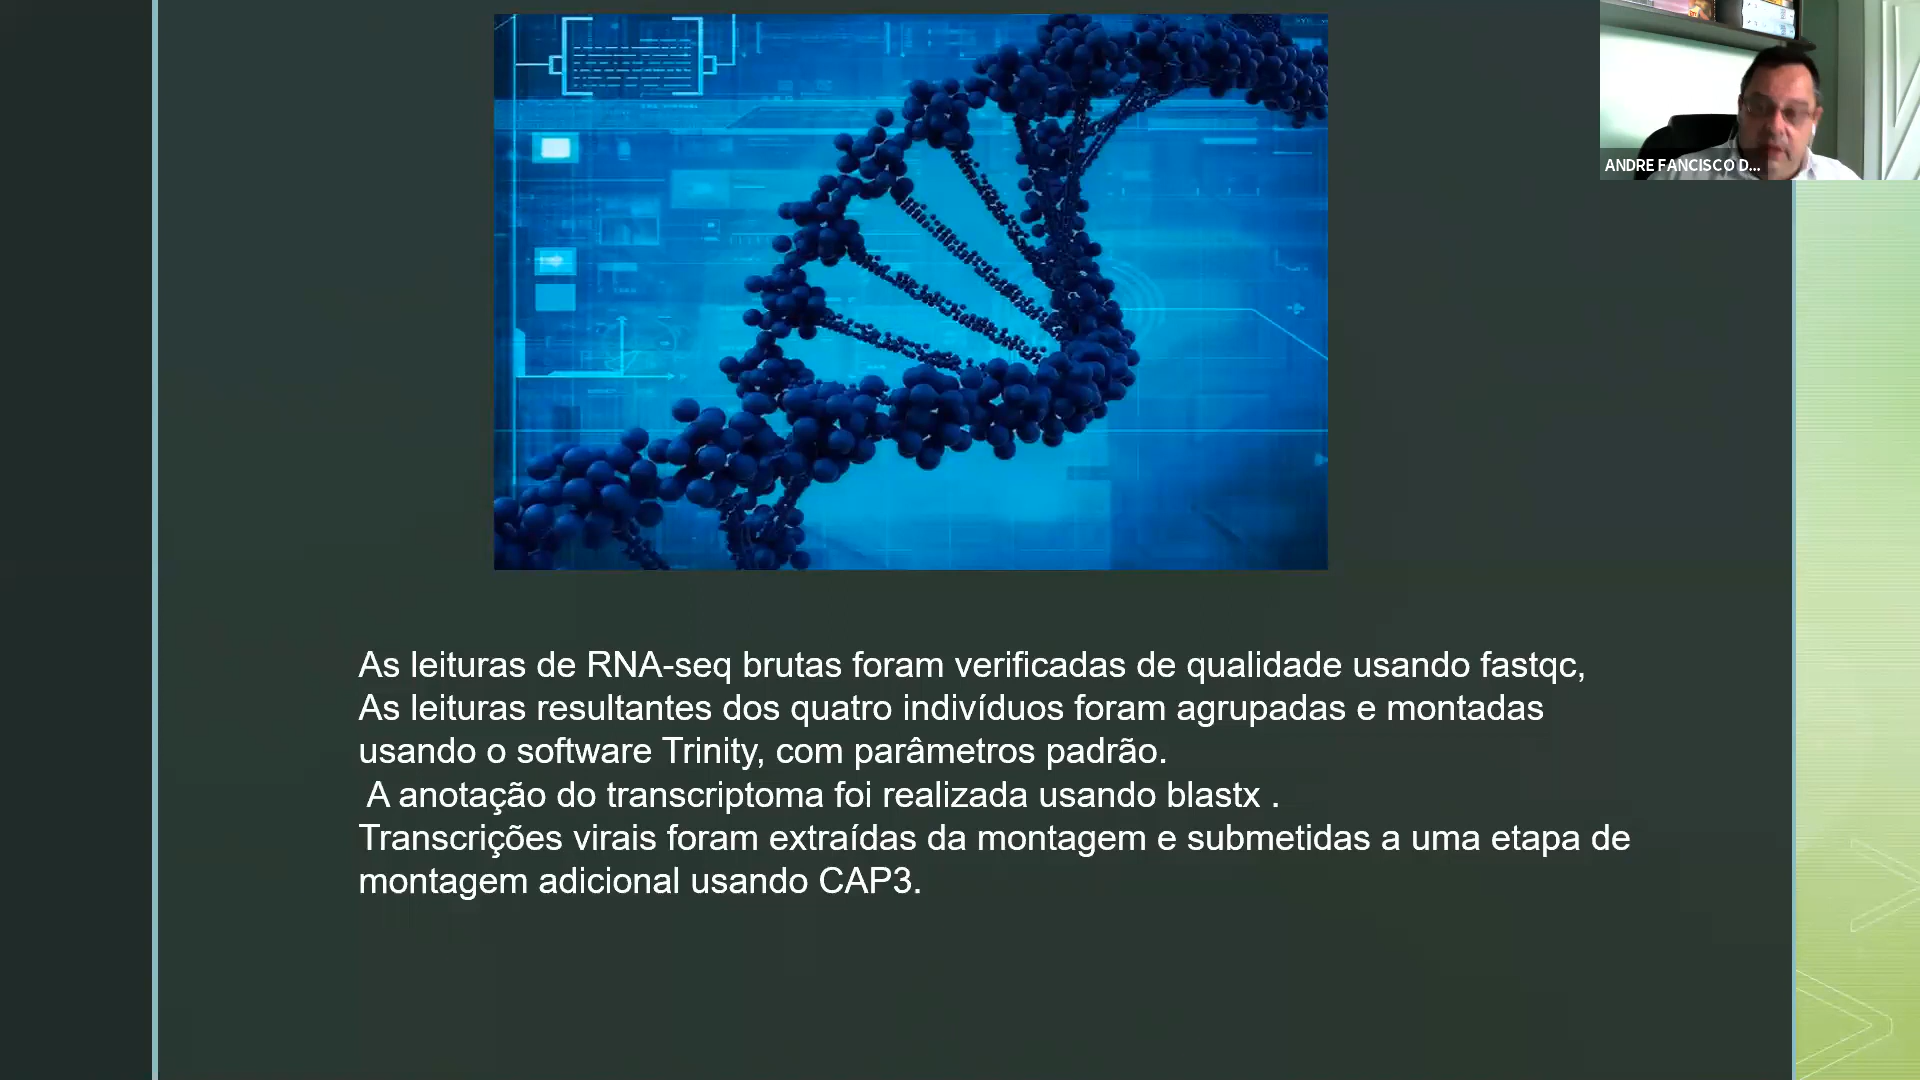 ANDRE FANCISCO D...
As leituras de RNA-seq brutas foram verificadas de qualidade usando fastqc,
As leituras resultantes dos quatro indivíduos foram agrupadas e montadas
usando o software Trinity, com parâmetros padrão.
A anotação do transcriptoma foi realizada usando blastx .
Transcrições virais foram extraídas da montagem e submetidas a uma etapa de
montagem adicional usando CAP3.